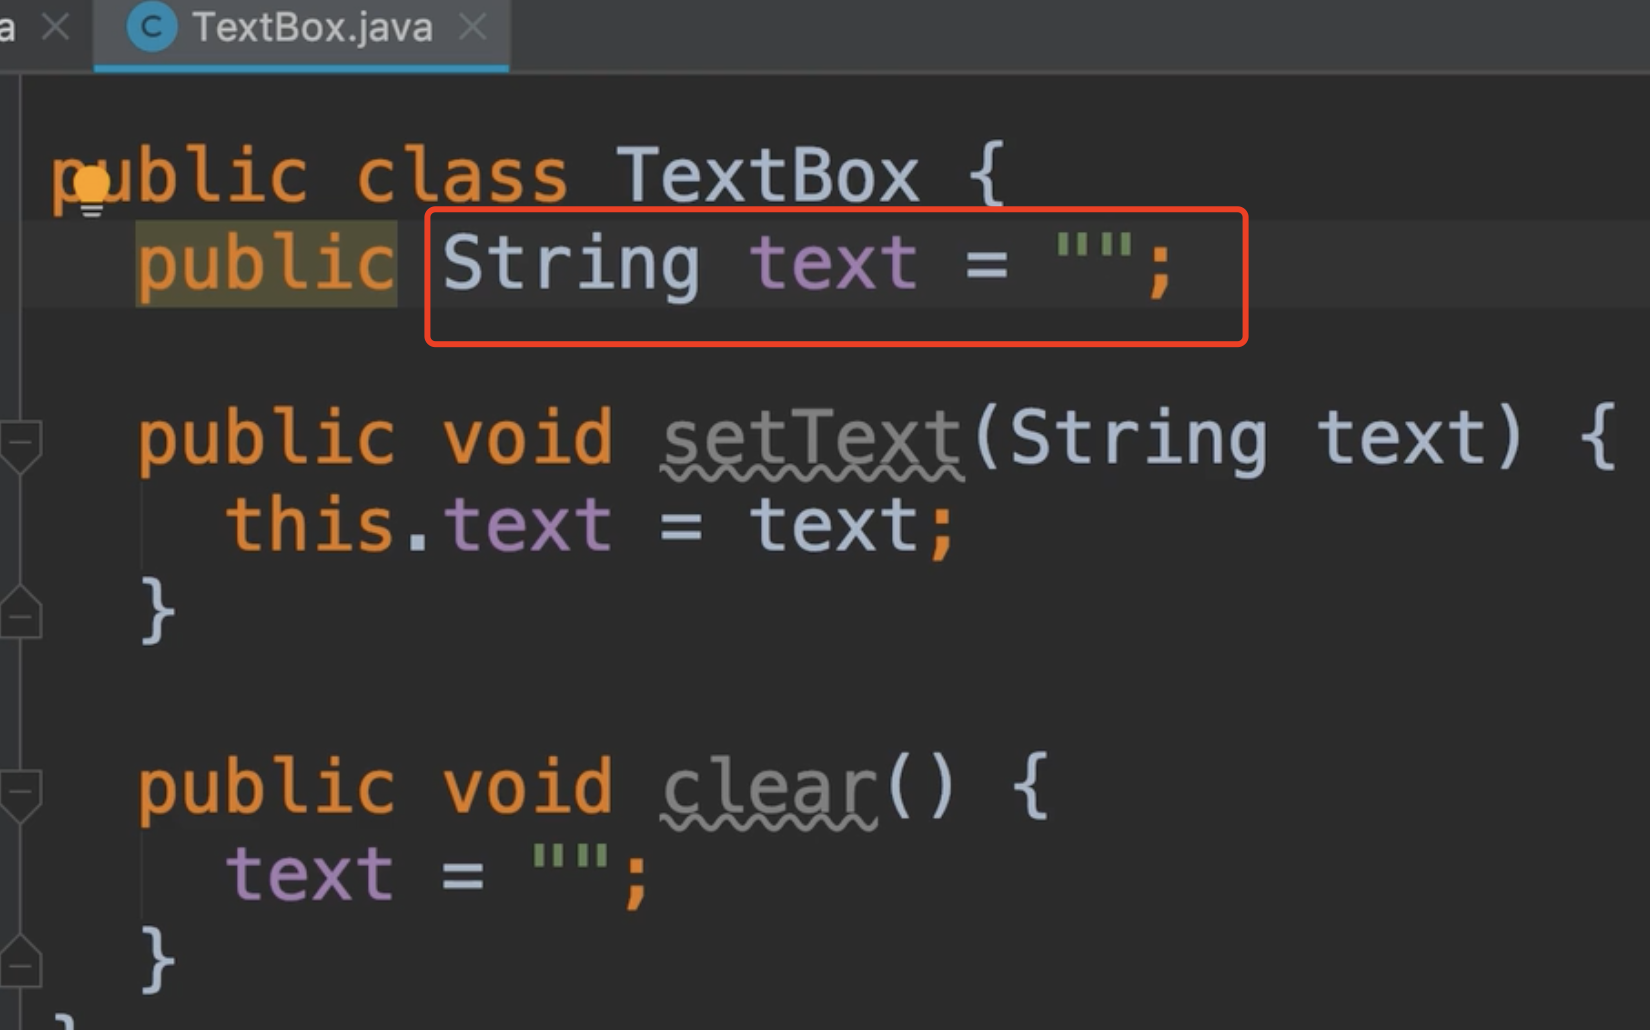 a
TextBox.java
public class TextBox {
public String text = "";
public void setText(String text) {
this.text = text;
}
public void clear() {
text = "";
}
}